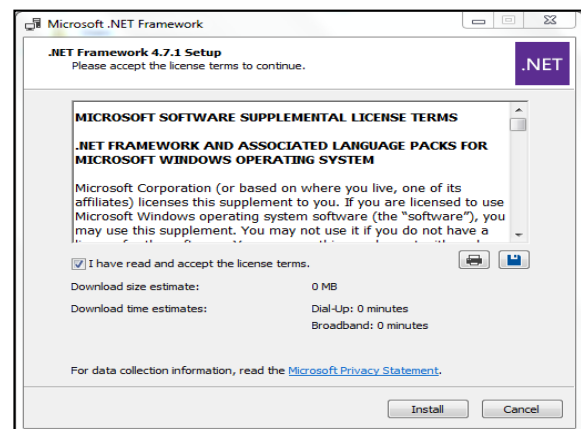 Microsoft .NET Framework
.NET Framework 4.7.1 Setup
Please accept the license terms to continue.
.NET
MICROSOFT SOFTWARE SUPPLEMENTAL LICENSE TERMS
.NET FRAMEWORK AND ASSOCIATED LANGUAGE PACKS FOR
MICROSOFT WINDOWS OPERATING SYSTEM
Microsoft Corporation (or based on where you live, one of its
affiliates) licenses this supplement to you. If you are licensed to use
Microsoft Windows operating system software (the “software”), you
may use this supplement. You may not use it if you do not have a
I have read and accept the license terms.
Download size estimate: 0 MB
Download time estimates: Dial-Up: 0 minutes
Broadband: 0 minutes
For data collection information, read the Microsoft Privacy Statement.
Install Cancel